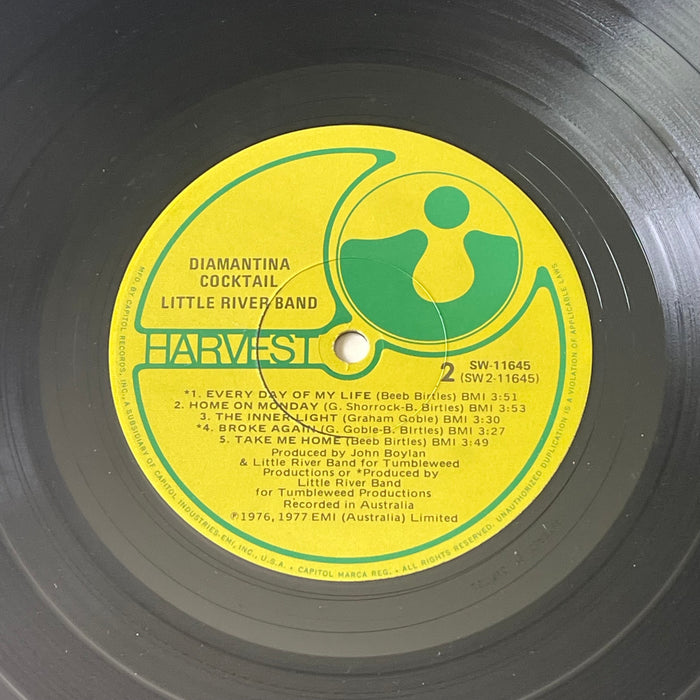 DIAMANTINA
COCKTAIL
LITTLE RIVER BAND
HARVEST
2
SW-11645
(SW2-11645)
*1. EVERY DAY OF MY LIFE (Beeb Birtles) BMI 3:51
2. HOME ON MONDAY (G. Shorrock-B. Birtles) BMI 3:53
3. THE INNER LIGHT (Graham Goble) BMI 3:30
*4. BROKE AGAIN (G. Goble-B. Birtles) BMI 3:27
5. TAKE ME HOME (Beeb Birtles) BMI 3:49
Produced by John Boylan
& Little River Band for Tumbleweed
Productions or *Produced by
Little River Band
for Tumbleweed Productions
Recorded in Australia
℗1976, 1977 EMI (Australia) Limited
MFD. BY CAPITOL RECORDS, INC., A SUBSIDIARY OF CAPITOL INDUSTRIES-EMI, INC., U.S.A. • CAPITOL MARCA REG. • ALL RIGHTS RESERVED. UNAUTHORIZED DUPLICATION IS A VIOLATION OF APPLICABLE LAWS.